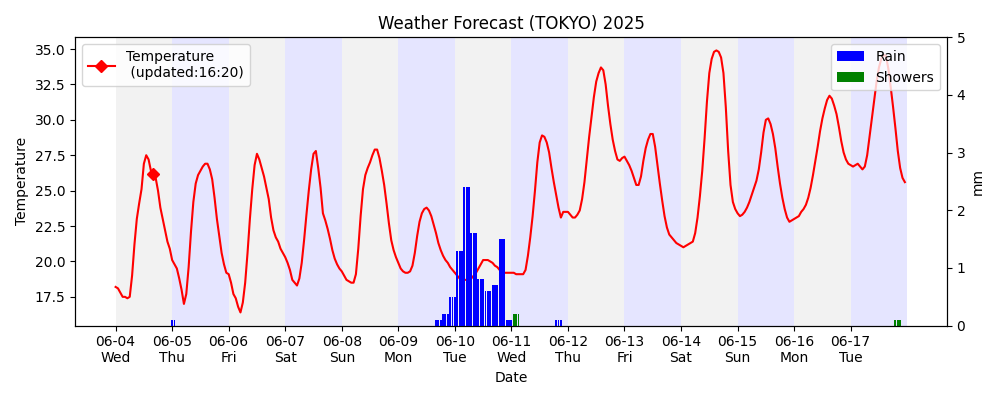 Weather Forecast (TOKYO) 2025
Temperature
(updated:16:20)
Rain
Showers
35.0
32.5
30.0
27.5
25.0
22.5
20.0
17.5
Temperature
5
4
3
2
1
0
mm
06-04 06-05 06-06 06-07 06-08 06-09 06-10 06-11 06-12 06-13 06-14 06-15 06-16 06-17
Wed Thu Fri Sat Sun Mon Tue Wed Thu Fri Sat Sun Mon Tue
Date